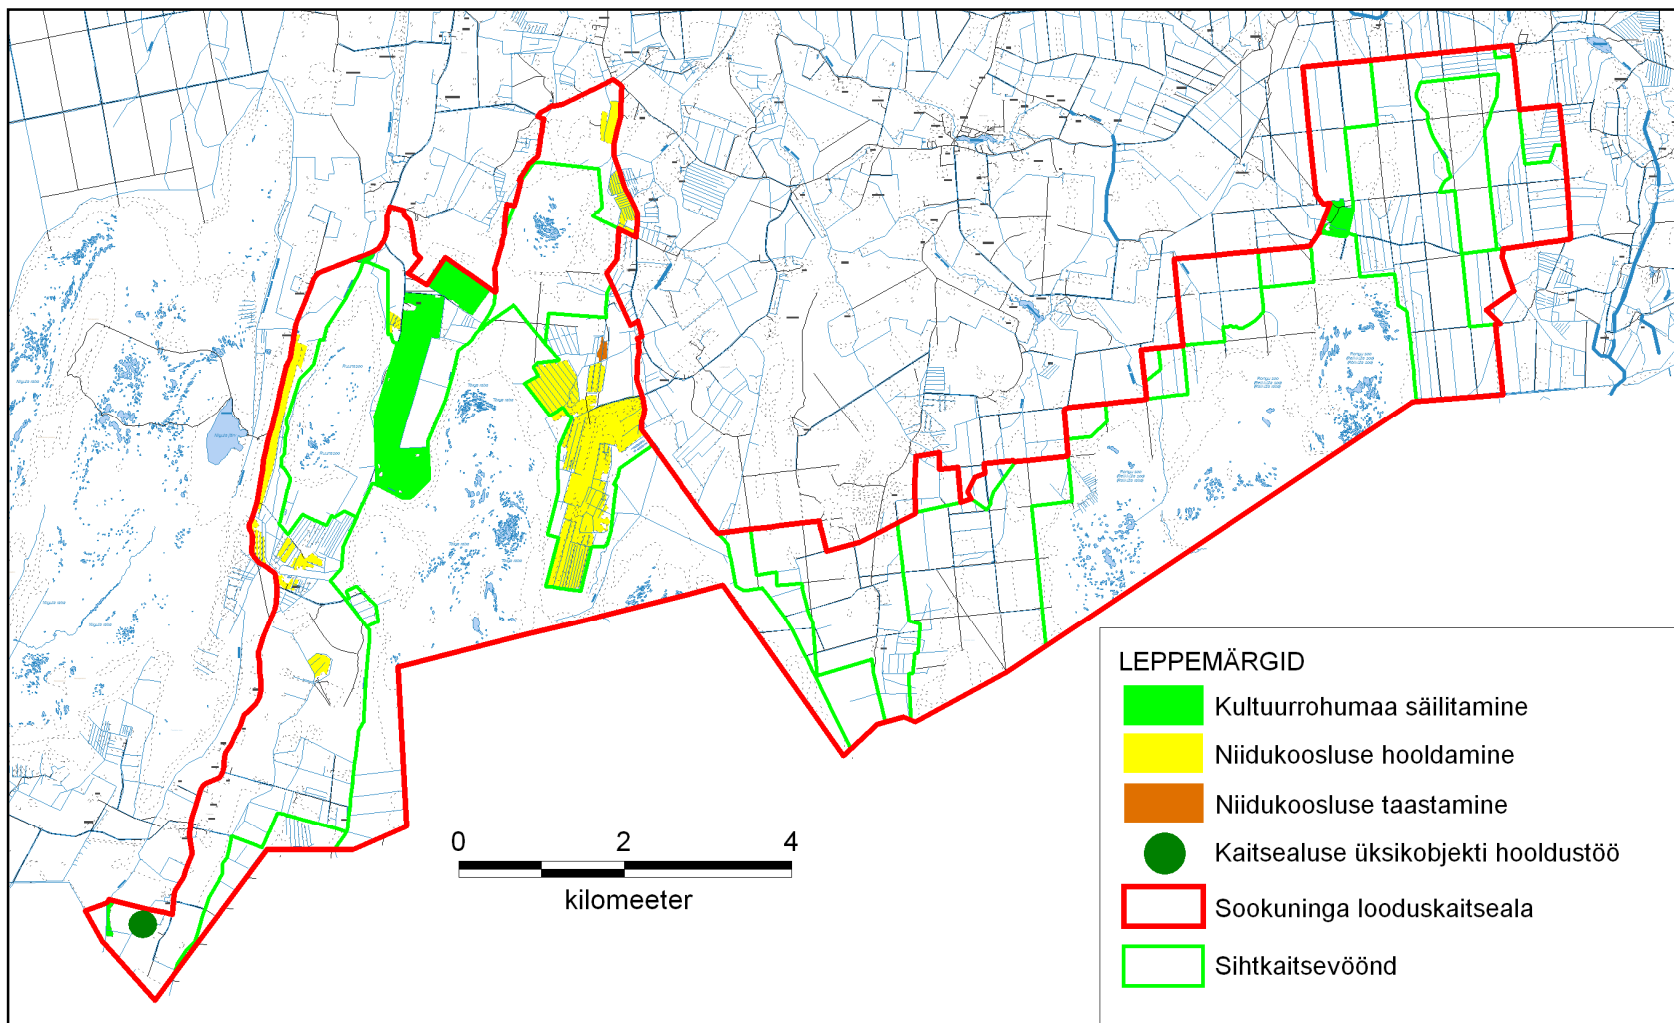 LEPPEMÄRGID
Kultuurrohumaa säilitamine
Niidukoosluse hooldamine
Niidukoosluse taastamine
Kaitsealuse üksikobjekti hooldustöö
Sookuninga looduskaitseala
Sihtkaitsevöönd
0 2 4
kilomeeter